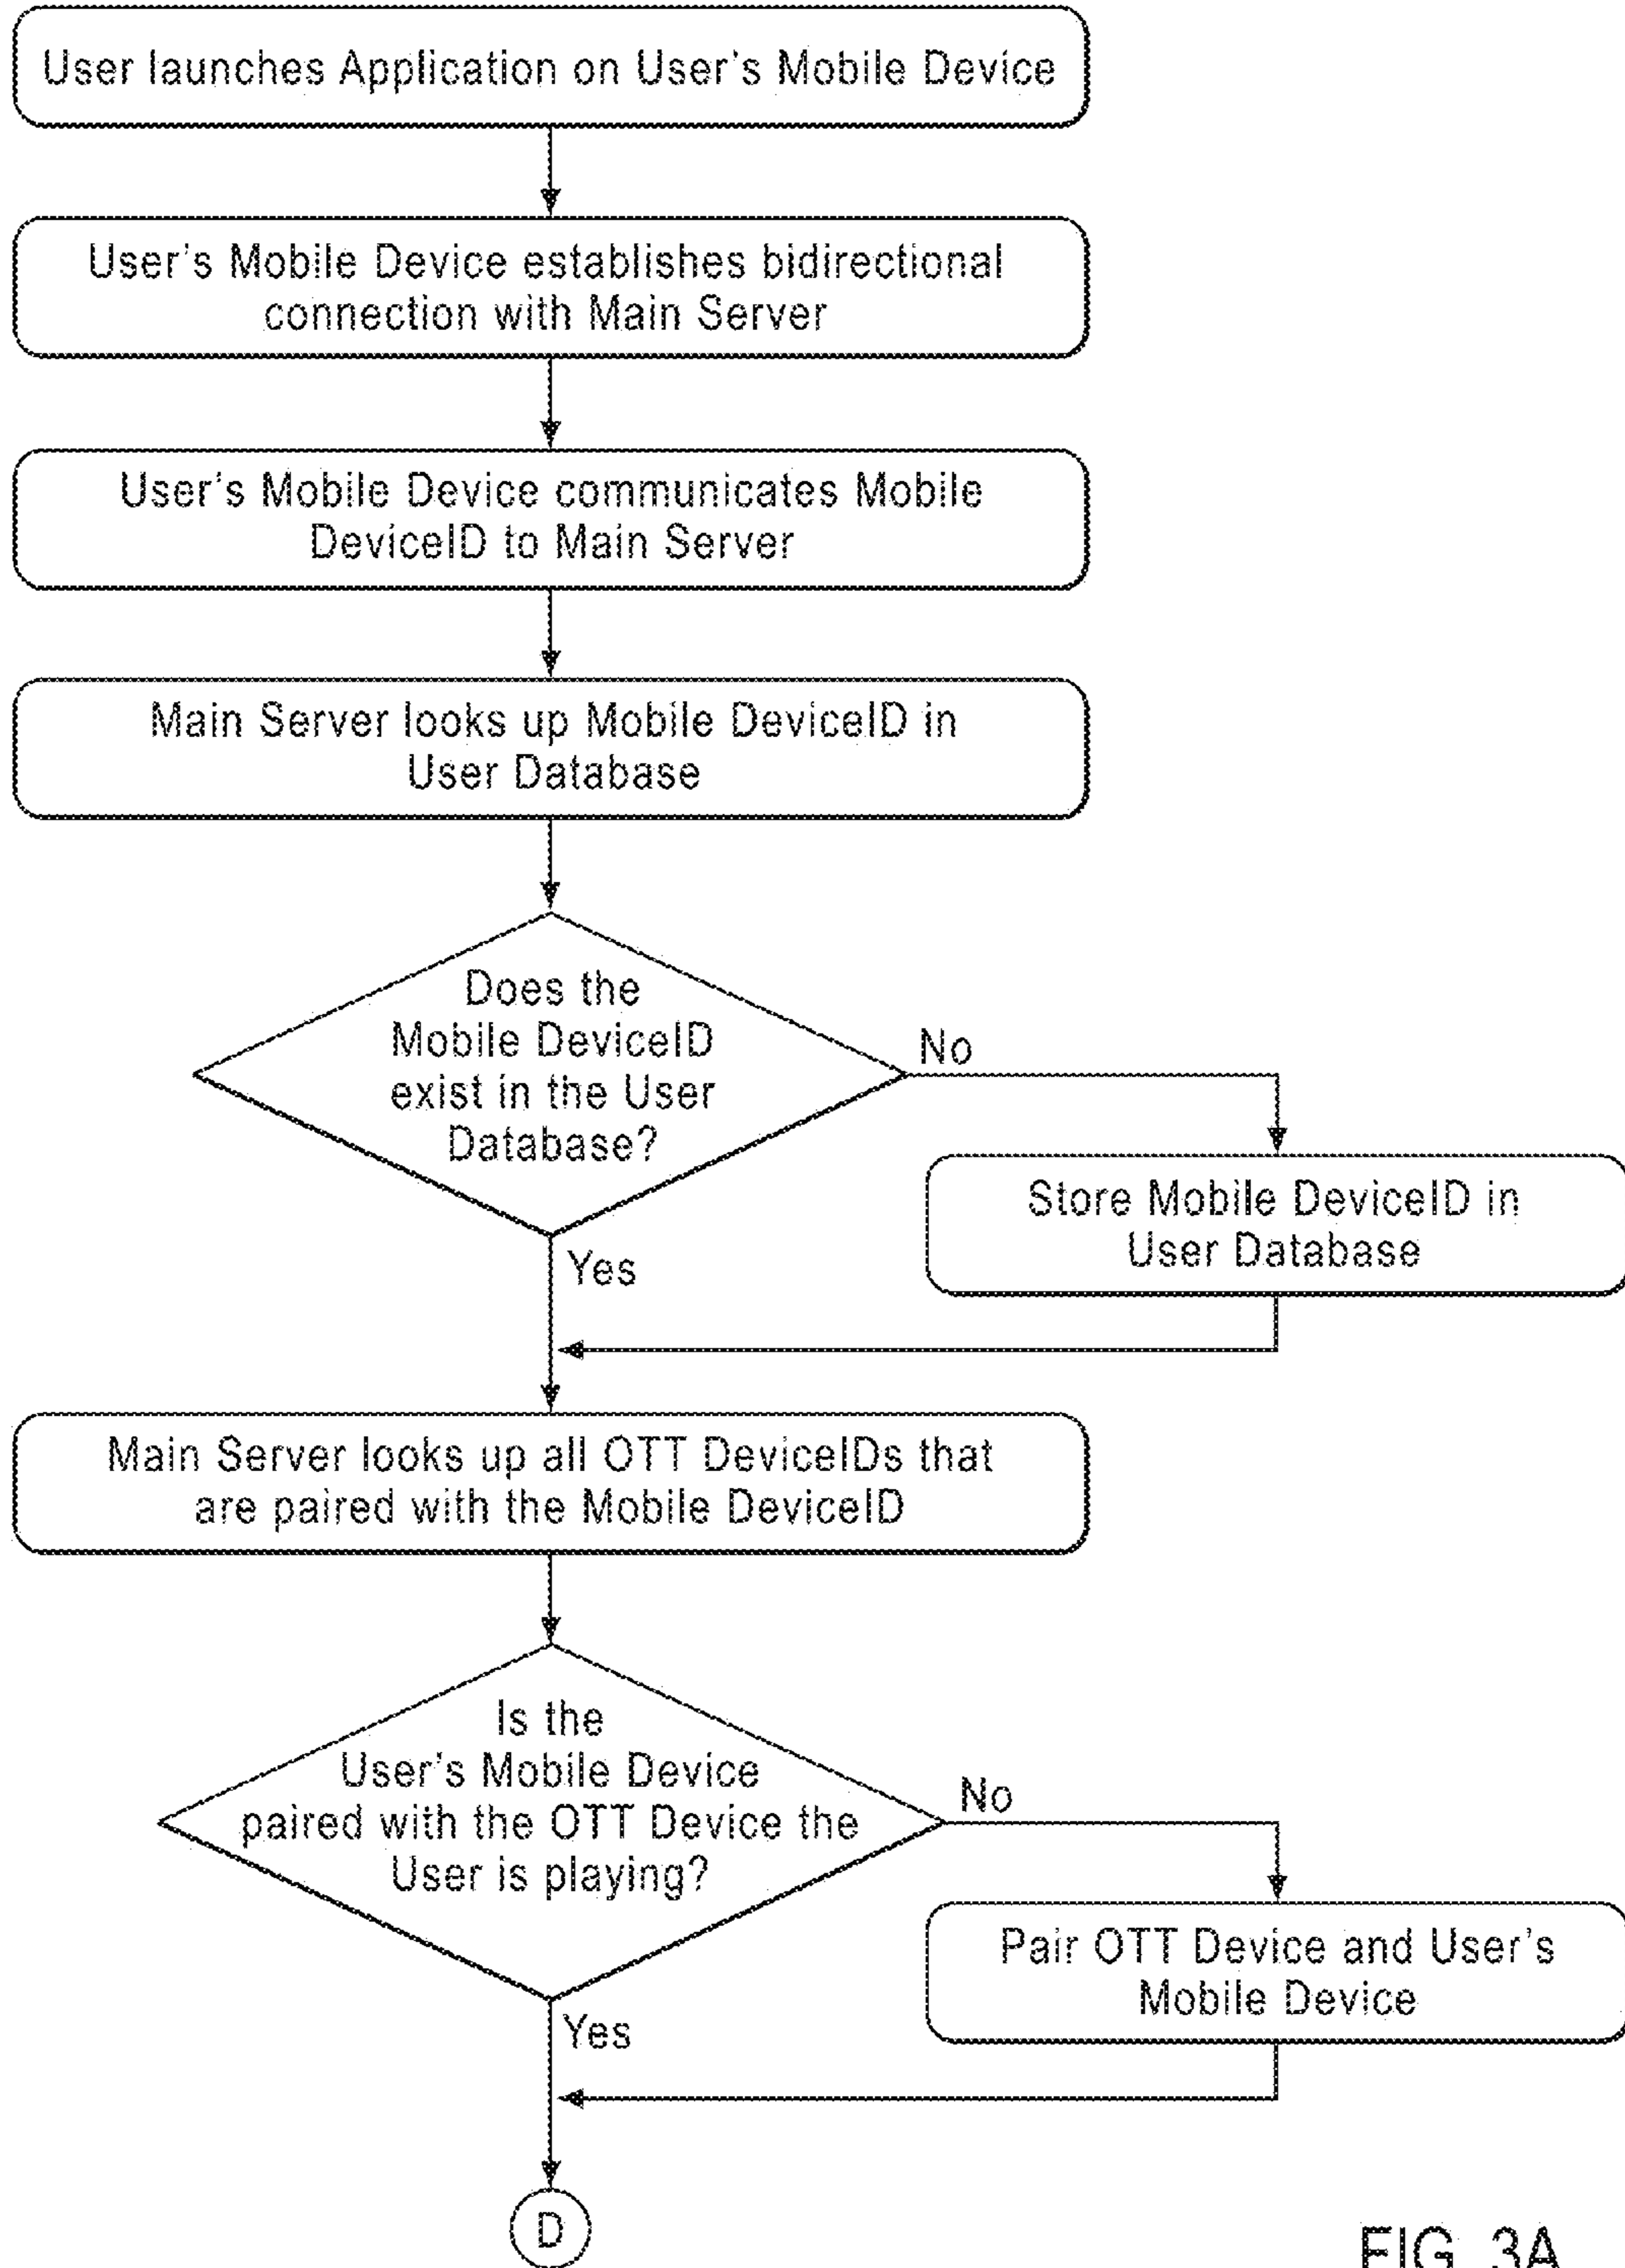 User launches Application on User's Mobile Device
User's Mobile Device establishes bidirectional
connection with Main Server
User's Mobile Device communicates Mobile
DeviceID to Main Server
Main Server looks up Mobile DeviceID in
User Database
Does the
Mobile DeviceID
exist in the User
Database?
No
Store Mobile DeviceID in
User Database
Yes
Main Server looks up all OTT DeviceIDs that
are paired with the Mobile DeviceID
Is the
User's Mobile Device
paired with the OTT Device the
User is playing?
No
Pair OTT Device and User's
Mobile Device
Yes
D
FIG. 3A